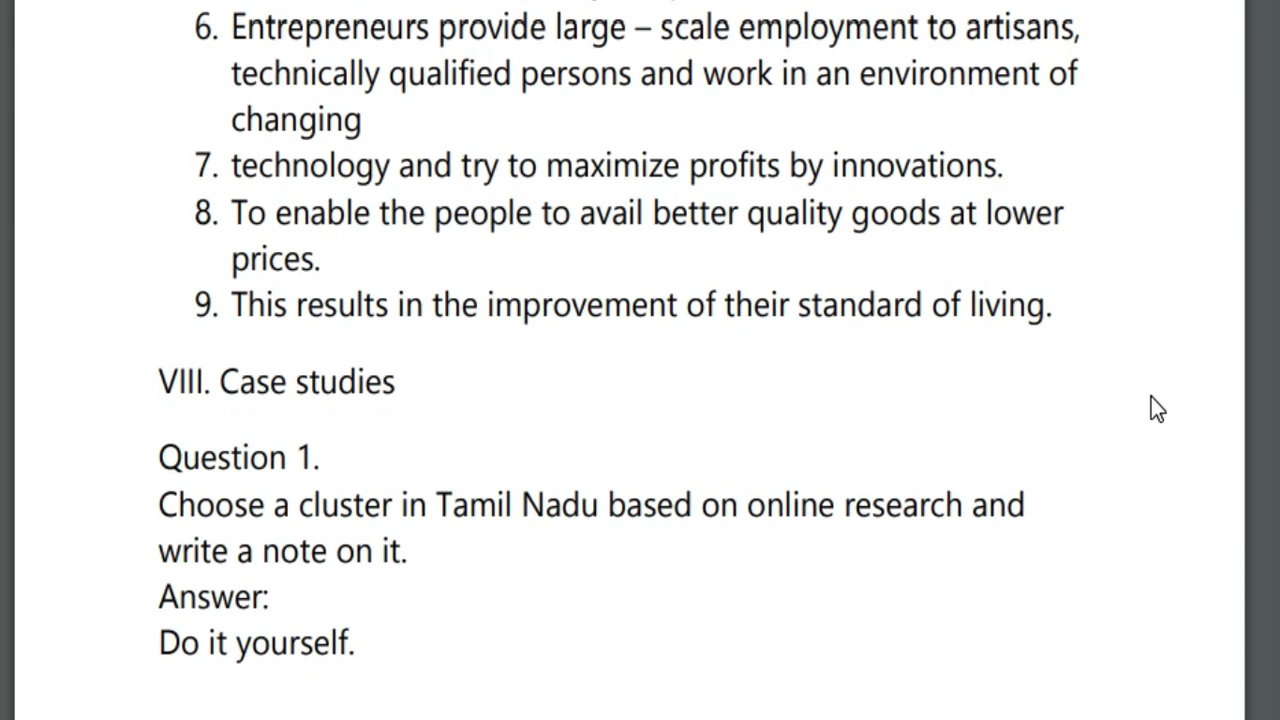 6. Entrepreneurs provide large – scale employment to artisans,
technically qualified persons and work in an environment of
changing
7. technology and try to maximize profits by innovations.
8. To enable the people to avail better quality goods at lower
prices.
9. This results in the improvement of their standard of living.
VIII. Case studies
Question 1.
Choose a cluster in Tamil Nadu based on online research and
write a note on it.
Answer:
Do it yourself.